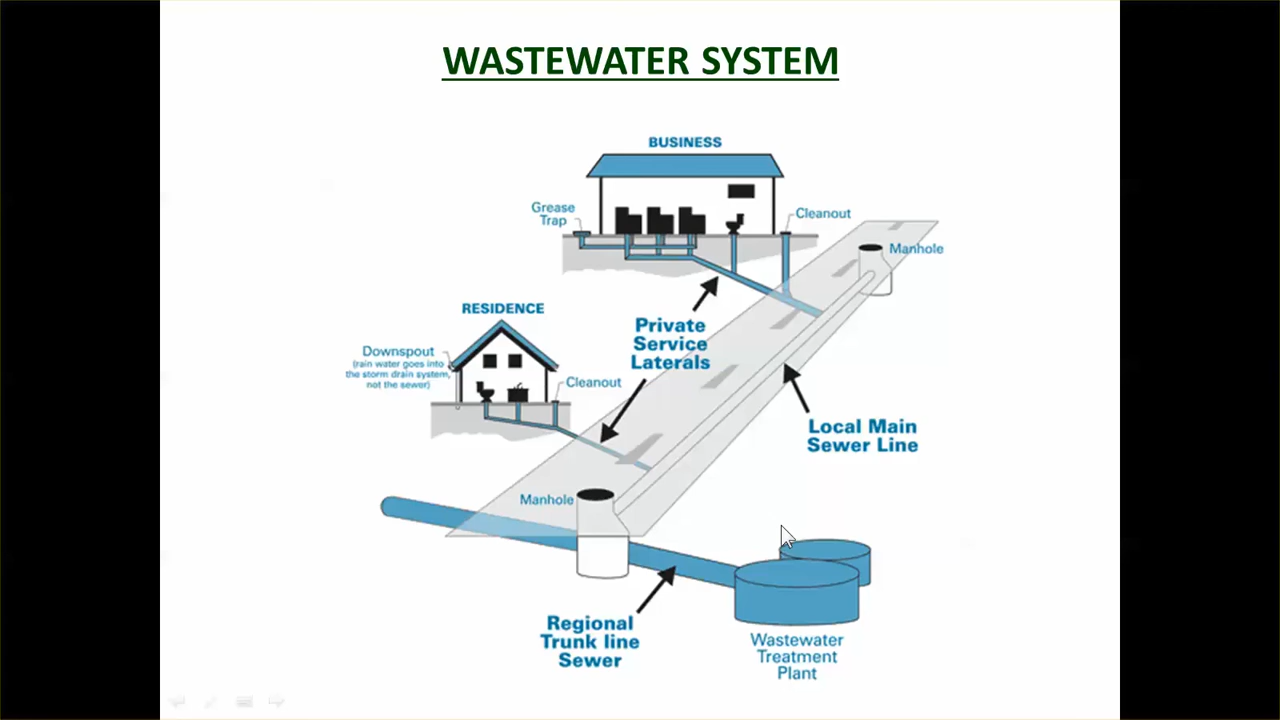 WASTEWATER SYSTEM
BUSINESS
Grease
Trap
Cleanout
Manhole
RESIDENCE
Private
Service
Laterals
Downspout
(rain water goes into
the storm drain system,
not the sewer)
Cleanout
Local Main
Sewer Line
Manhole
Regional
Trunk line
Sewer
Wastewater
Treatment
Plant